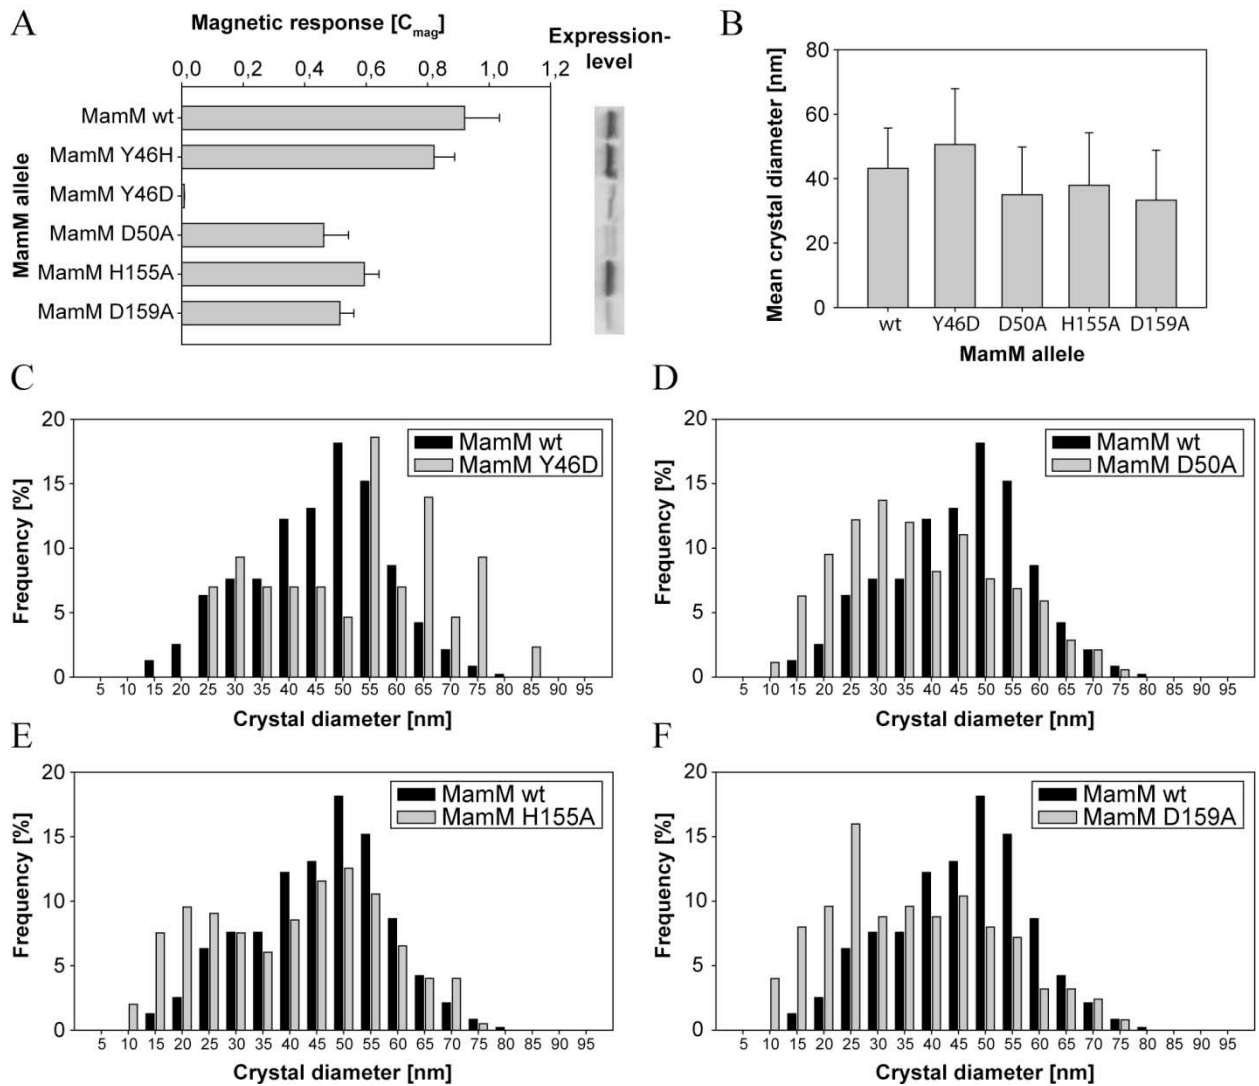 A
Magnetic response [Cmag]
Expression-
level
0,0 0,2 0,4 0,6 0,8 1,0 1,2
MamM allele
MamM wt
MamM Y46H
MamM Y46D
MamM D50A
MamM H155A
MamM D159A
B
Mean crystal diameter [nm]
80
60
40
20
0
wt Y46D D50A H155A D159A
MamM allele
C
Frequency [%]
20
15
10
5
0
MamM wt
MamM Y46D
5 10 15 20 25 30 35 40 45 50 55 60 65 70 75 80 85 90 95
Crystal diameter [nm]
D
Frequency [%]
20
15
10
5
0
MamM wt
MamM D50A
5 10 15 20 25 30 35 40 45 50 55 60 65 70 75 80 85 90 95
Crystal diameter [nm]
E
Frequency [%]
20
15
10
5
0
MamM wt
MamM H155A
5 10 15 20 25 30 35 40 45 50 55 60 65 70 75 80 85 90 95
Crystal diameter [nm]
F
Frequency [%]
20
15
10
5
0
MamM wt
MamM D159A
5 10 15 20 25 30 35 40 45 50 55 60 65 70 75 80 85 90 95
Crystal diameter [nm]